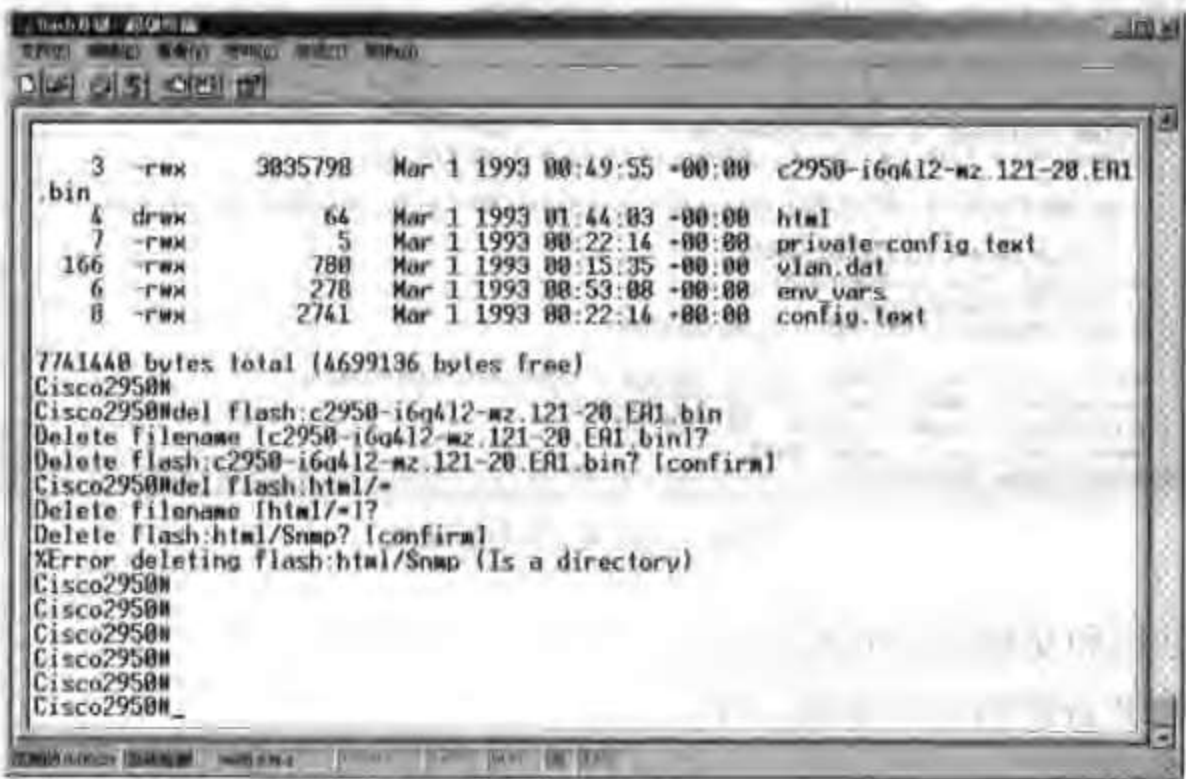 3 -rwx 3035798 Mar 1 1993 00:49:55 +00:00 c2950-i6q4l2-mz.121-20.EA1
.bin
4 drwx 64 Mar 1 1993 01:44:03 +00:00 html
7 -rwx 5 Mar 1 1993 00:22:14 +00:00 private-config.text
166 -rwx 780 Mar 1 1993 00:15:35 +00:00 vlan.dat
6 -rwx 278 Mar 1 1993 00:53:08 +00:00 env_vars
8 -rwx 2741 Mar 1 1993 00:22:14 +00:00 config.text
7741440 bytes total (4699136 bytes free)
Cisco2950#
Cisco2950#del flash:c2950-i6q4l2-mz.121-20.EA1.bin
Delete filename [c2950-i6q4l2-mz.121-20.EA1.bin]?
Delete flash:c2950-i6q4l2-mz.121-20.EA1.bin? [confirm]
Cisco2950#del flash:html/*
Delete filename [html/*]?
Delete flash:html/Snmp? [confirm]
%Error deleting flash:html/Snmp (Is a directory)
Cisco2950#
Cisco2950#
Cisco2950#
Cisco2950#
Cisco2950#
Cisco2950#_